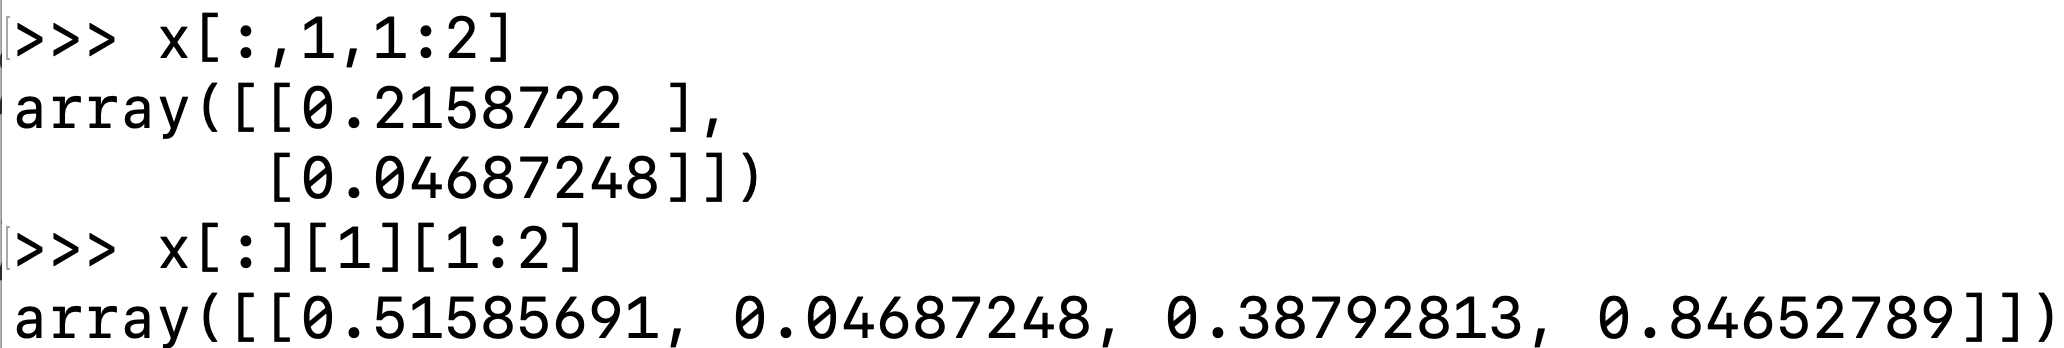 >>> x[:,1,1:2]
array([[0.2158722 ],
       [0.04687248]])
>>> x[:][1][1:2]
array([[0.51585691, 0.04687248, 0.38792813, 0.84652789]])